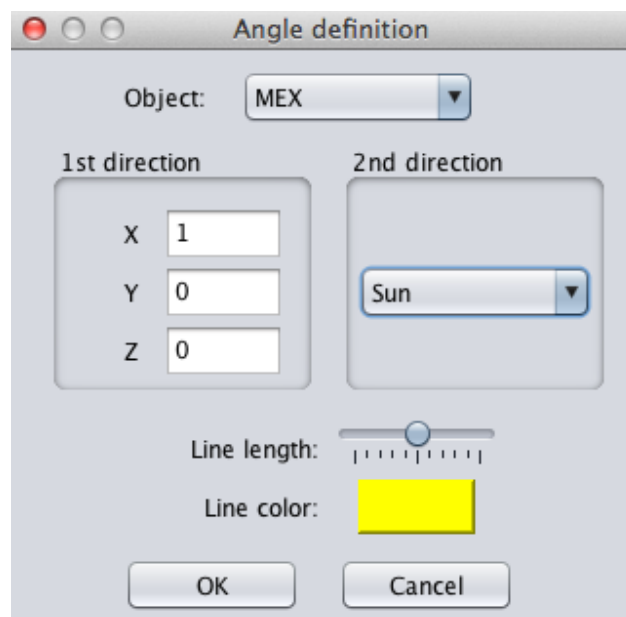 Angle definition
Object: MEX
1st direction 2nd direction
X 1
Y 0
Sun
Z 0
Line length:
Line color:
OK Cancel